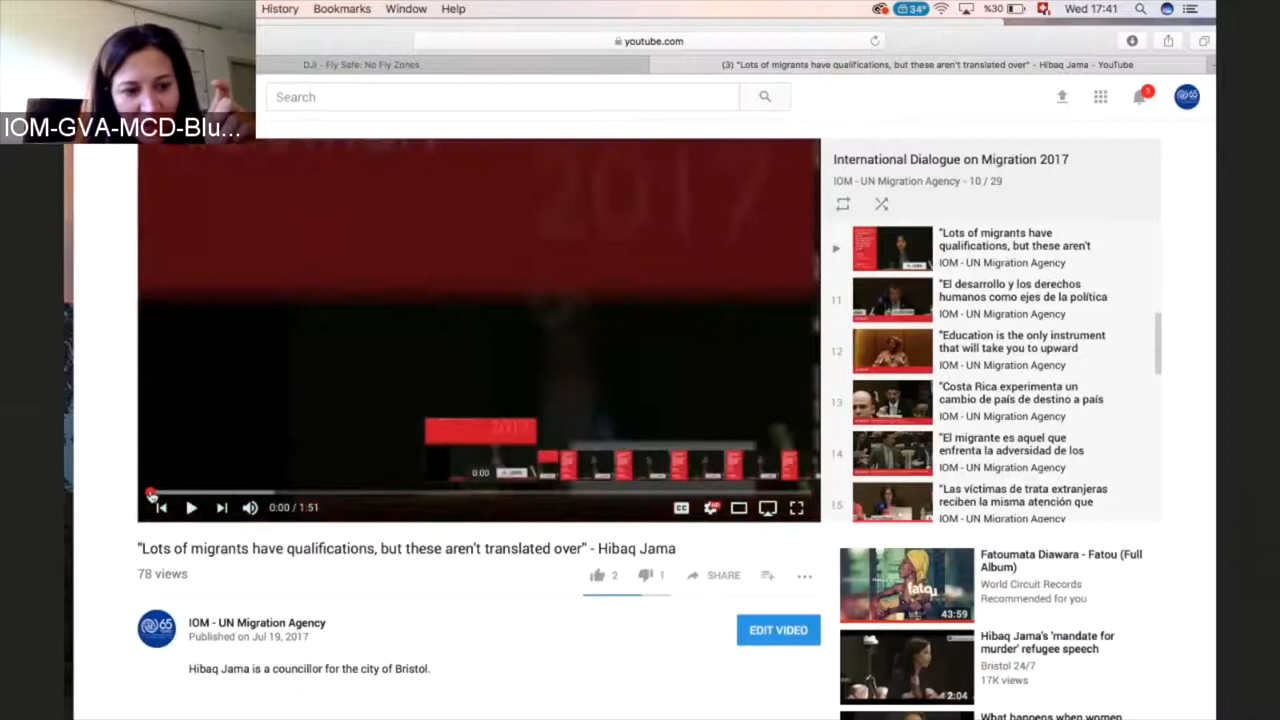 History Bookmarks Window Help
34° %30 Wed 17:41
youtube.com
DJI - Fly Safe: No Fly Zones
(3) "Lots of migrants have qualifications, but these aren't translated over" - Hibaq Jama - YouTube
Search
IOM-GVA-MCD-Blu...
2017
International Dialogue on Migration 2017
IOM - UN Migration Agency - 10 / 29
"Lots of migrants have
qualifications, but these aren't
IOM - UN Migration Agency
11
"El desarrollo y los derechos
humanos como ejes de la política
IOM - UN Migration Agency
12
"Education is the only instrument
that will take you to upward
IOM - UN Migration Agency
13
"Costa Rica experimenta un
cambio de país de destino a país
IOM - UN Migration Agency
14
"El migrante es aquel que
enfrenta la adversidad de los
IOM - UN Migration Agency
15
"Las víctimas de trata extranjeras
reciben la misma atención que
IOM - UN Migration Agency
2017
0:00
0:00 / 1:51
CC HD
"Lots of migrants have qualifications, but these aren't translated over" - Hibaq Jama
78 views
2 1 SHARE
65
IOM - UN Migration Agency
Published on Jul 19, 2017
EDIT VIDEO
Hibaq Jama is a councillor for the city of Bristol.
fatou
43:59
Fatoumata Diawara - Fatou (Full
Album)
World Circuit Records
Recommended for you
2:04
Hibaq Jama's 'mandate for
murder' refugee speech
Bristol 24/7
17K views
What happens when women